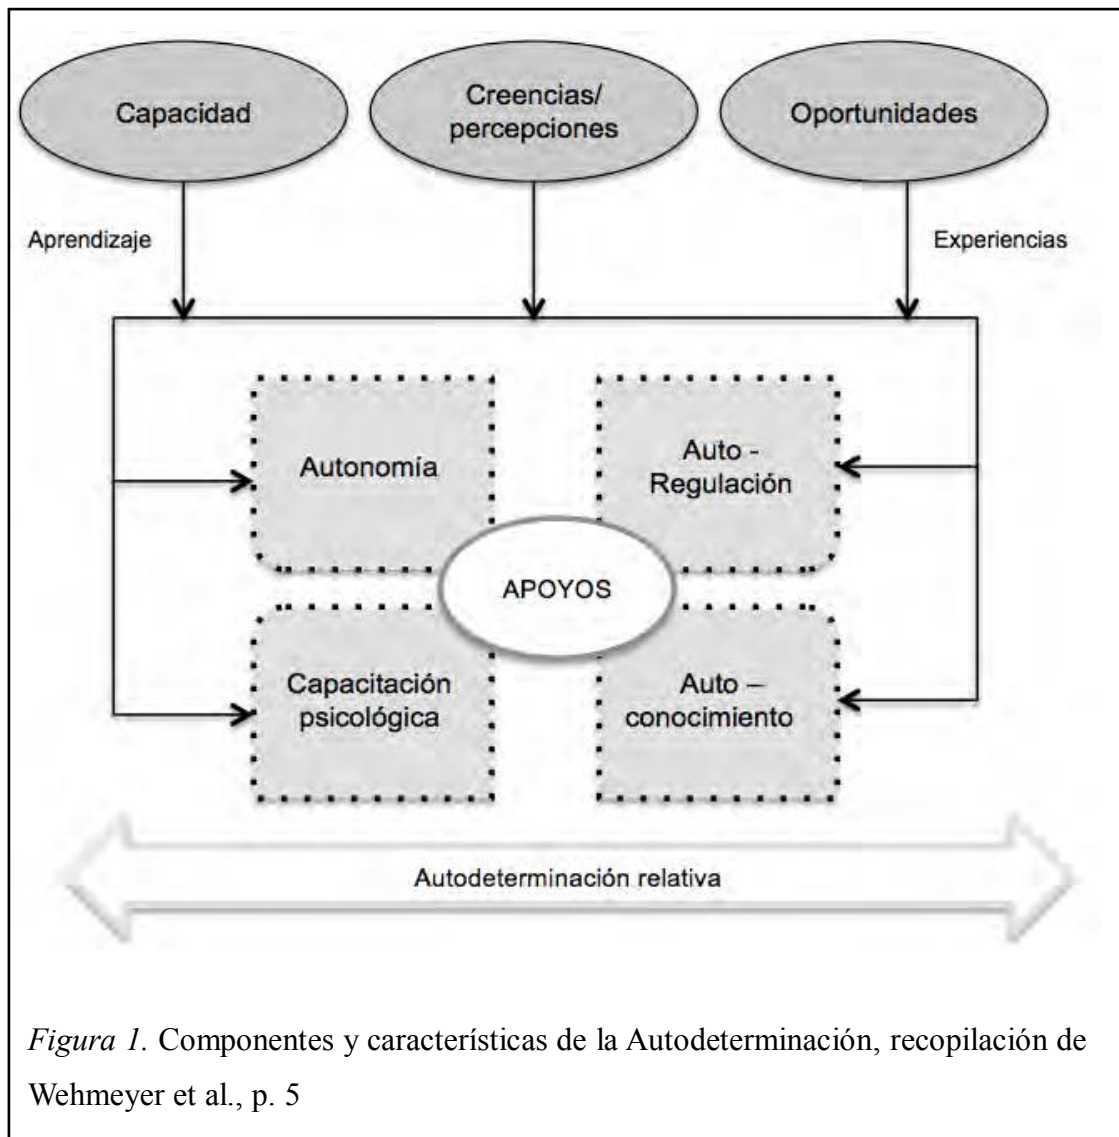 Capacidad
Creencias/
percepciones
Oportunidades
Aprendizaje
Experiencias
Autonomía
Auto -
Regulación
APOYOS
Capacitación
psicológica
Auto –
conocimiento
Autodeterminación relativa
Figura 1. Componentes y características de la Autodeterminación, recopilación de
Wehmeyer et al., p. 5